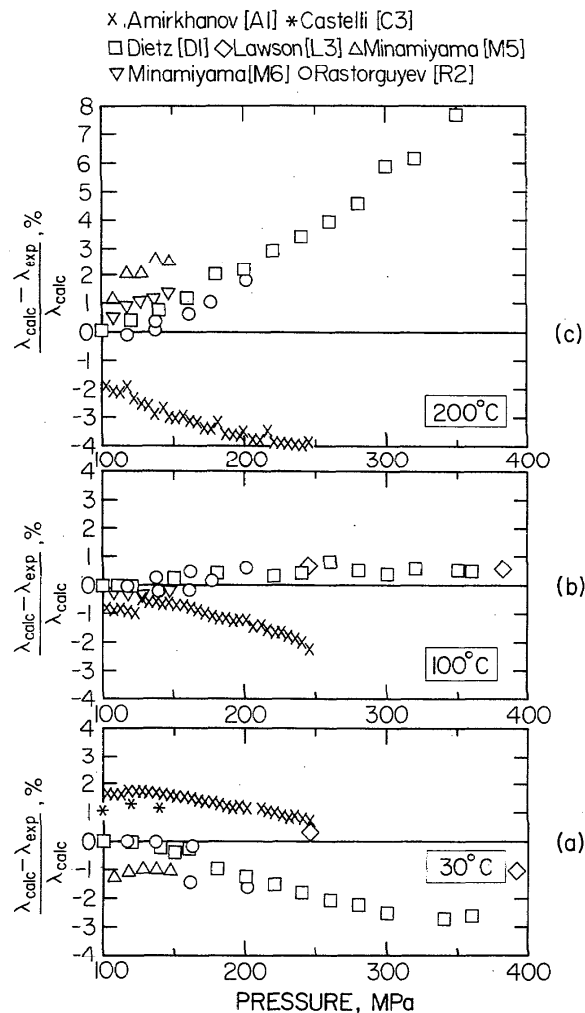 × Amirkhanov [A1] * Castelli [C3]
□ Dietz [D1] ◇ Lawson [L3] △ Minamiyama [M5]
▽ Minamiyama [M6] ○ Rastorguyev [R2]
8
7
6
5
4
3
2
1
0
-1
-2
-3
-4
λcalc − λexp / λcalc , %
200°C
(c)
100 200 300 400
4
3
2
1
0
-1
-2
-3
-4
λcalc − λexp / λcalc , %
100°C
(b)
100 200 300 400
4
3
2
1
0
-1
-2
-3
-4
λcalc − λexp / λcalc , %
30°C
(a)
100 200 300 400
PRESSURE, MPa